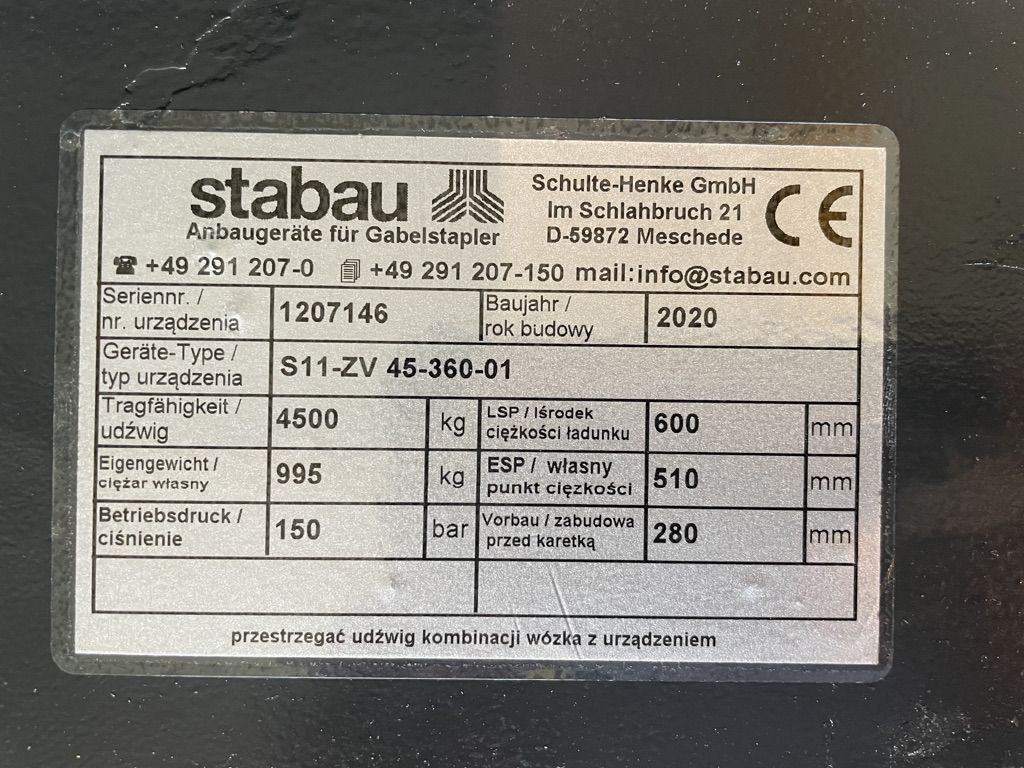 stabau
Anbaugeräte für Gabelstapler
Schulte-Henke GmbH
Im Schlahbruch 21
D-59872 Meschede
CE
+49 291 207-0 +49 291 207-150 mail:info@stabau.com
Seriennr. /
nr. urządzenia
1207146
Baujahr /
rok budowy
2020
Geräte-Type /
typ urządzenia
S11-ZV 45-360-01
Tragfähigkeit /
udźwig
4500
kg
LSP / lśrodek
ciężkości ładunku
600
mm
Eigengewicht /
ciężar własny
995
kg
ESP / własny
punkt cięzkości
510
mm
Betriebsdruck /
ciśnienie
150
bar
Vorbau / zabudowa
przed karetką
280
mm
przestrzegać udźwig kombinacji wózka z urządzeniem